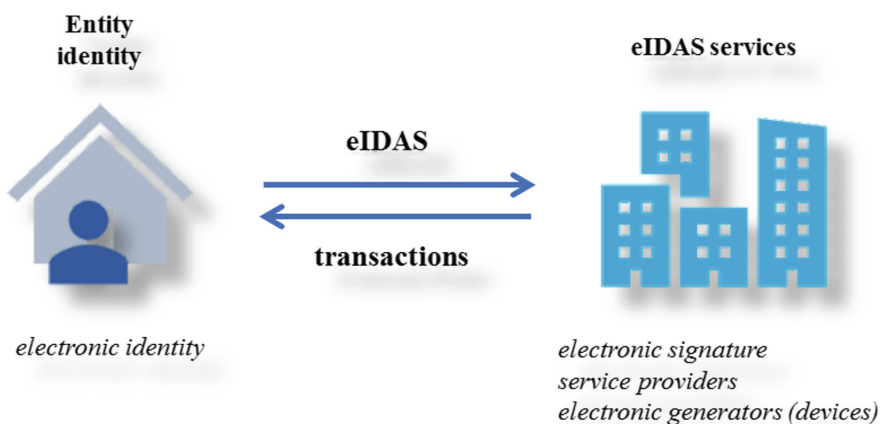 Entity
identity
eIDAS services
eIDAS
transactions
electronic identity
electronic signature
service providers
electronic generators (devices)